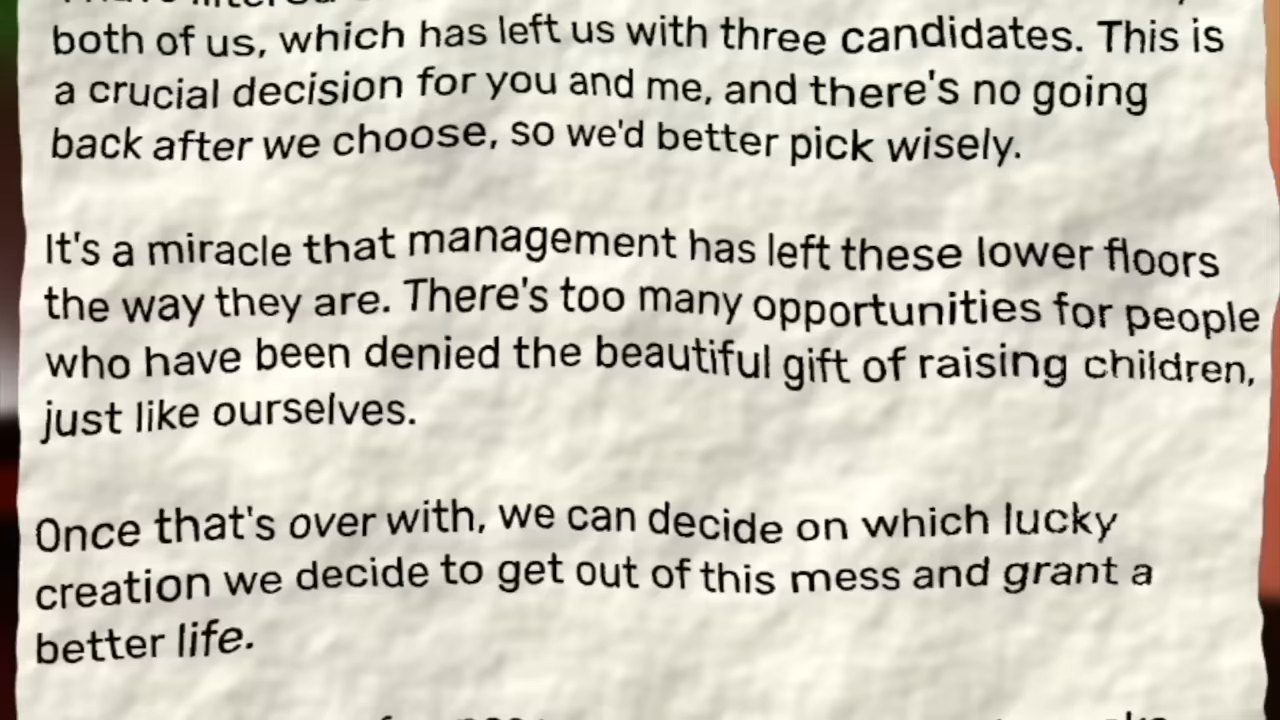 both of us, which has left us with three candidates. This is
a crucial decision for you and me, and there's no going
back after we choose, so we'd better pick wisely.
It's a miracle that management has left these lower floors
the way they are. There's too many opportunities for people
who have been denied the beautiful gift of raising children,
just like ourselves.
Once that's over with, we can decide on which lucky
creation we decide to get out of this mess and grant a
better life.